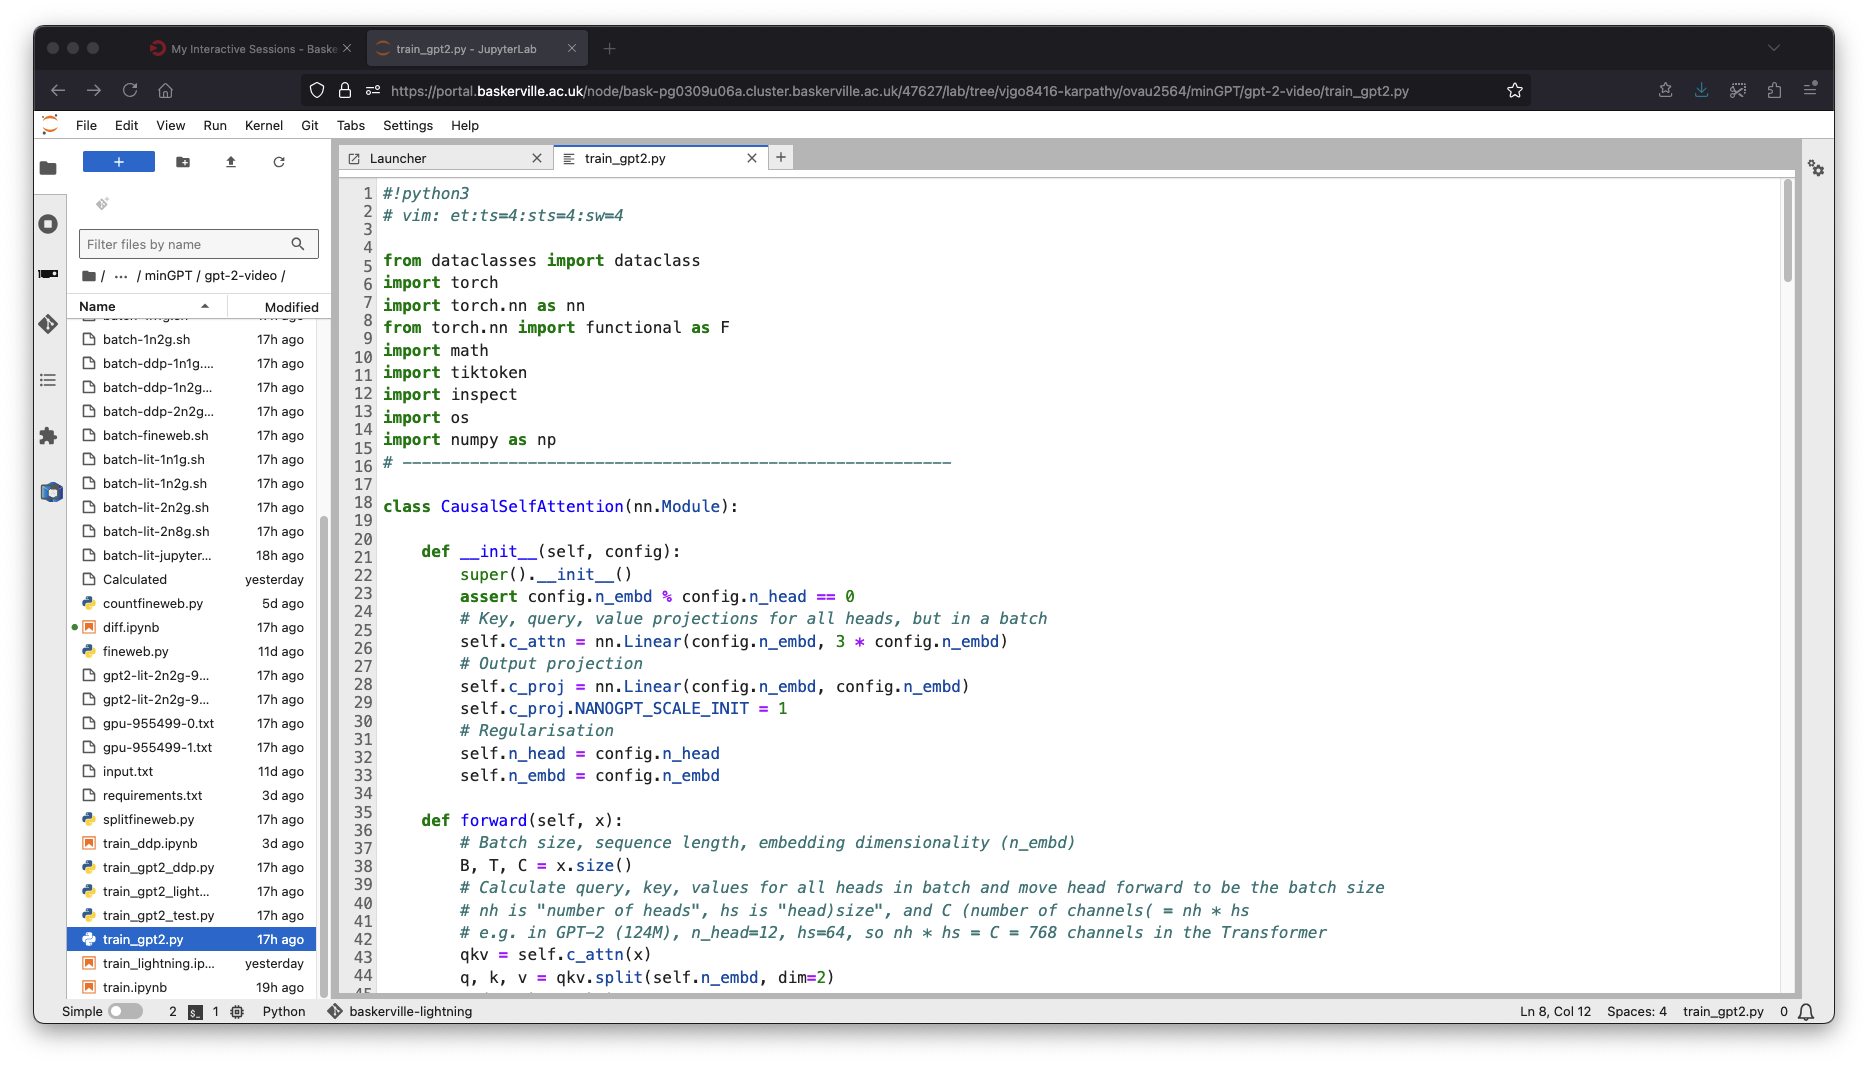 My Interactive Sessions - Baske
train_gpt2.py - JupyterLab
https://portal.baskerville.ac.uk/node/bask-pg0309u06a.cluster.baskerville.ac.uk/47627/lab/tree/vjgo8416-karpathy/ovau2564/minGPT/gpt-2-video/train_gpt2.py
File Edit View Run Kernel Git Tabs Settings Help
Launcher
train_gpt2.py
Filter files by name
/ ... / minGPT / gpt-2-video /
Name Modified
batch-1n2g.sh 17h ago
batch-ddp-1n1g.... 17h ago
batch-ddp-1n2g... 17h ago
batch-ddp-2n2g... 17h ago
batch-fineweb.sh 17h ago
batch-lit-1n1g.sh 17h ago
batch-lit-1n2g.sh 17h ago
batch-lit-2n2g.sh 17h ago
batch-lit-2n8g.sh 17h ago
batch-lit-jupyter... 18h ago
Calculated yesterday
countfineweb.py 5d ago
diff.ipynb 17h ago
fineweb.py 11d ago
gpt2-lit-2n2g-9... 17h ago
gpt2-lit-2n2g-9... 17h ago
gpu-955499-0.txt 17h ago
gpu-955499-1.txt 17h ago
input.txt 11d ago
requirements.txt 3d ago
splitfineweb.py 17h ago
train_ddp.ipynb 3d ago
train_gpt2_ddp.py 17h ago
train_gpt2_light... 17h ago
train_gpt2_test.py 17h ago
train_gpt2.py 17h ago
train_lightning.ip... yesterday
train.ipynb 19h ago
1
2
3
4
5
6
7
8
9
10
11
12
13
14
15
16
17
18
19
20
21
22
23
24
25
26
27
28
29
30
31
32
33
34
35
36
37
38
39
40
41
42
43
44
45
#!python3
# vim: et:ts=4:sts=4:sw=4
from dataclasses import dataclass
import torch
import torch.nn as nn
from torch.nn import functional as F
import math
import tiktoken
import inspect
import os
import numpy as np
# ---------------------------------------------------------
class CausalSelfAttention(nn.Module):
def __init__(self, config):
super().__init__()
assert config.n_embd % config.n_head == 0
# Key, query, value projections for all heads, but in a batch
self.c_attn = nn.Linear(config.n_embd, 3 * config.n_embd)
# Output projection
self.c_proj = nn.Linear(config.n_embd, config.n_embd)
self.c_proj.NANOGPT_SCALE_INIT = 1
# Regularisation
self.n_head = config.n_head
self.n_embd = config.n_embd
def forward(self, x):
# Batch size, sequence length, embedding dimensionality (n_embd)
B, T, C = x.size()
# Calculate query, key, values for all heads in batch and move head forward to be the batch size
# nh is "number of heads", hs is "head)size", and C (number of channels( = nh * hs
# e.g. in GPT-2 (124M), n_head=12, hs=64, so nh * hs = C = 768 channels in the Transformer
qkv = self.c_attn(x)
q, k, v = qkv.split(self.n_embd, dim=2)
Simple 2 1 Python baskerville-lightning
Ln 8, Col 12 Spaces: 4 train_gpt2.py 0